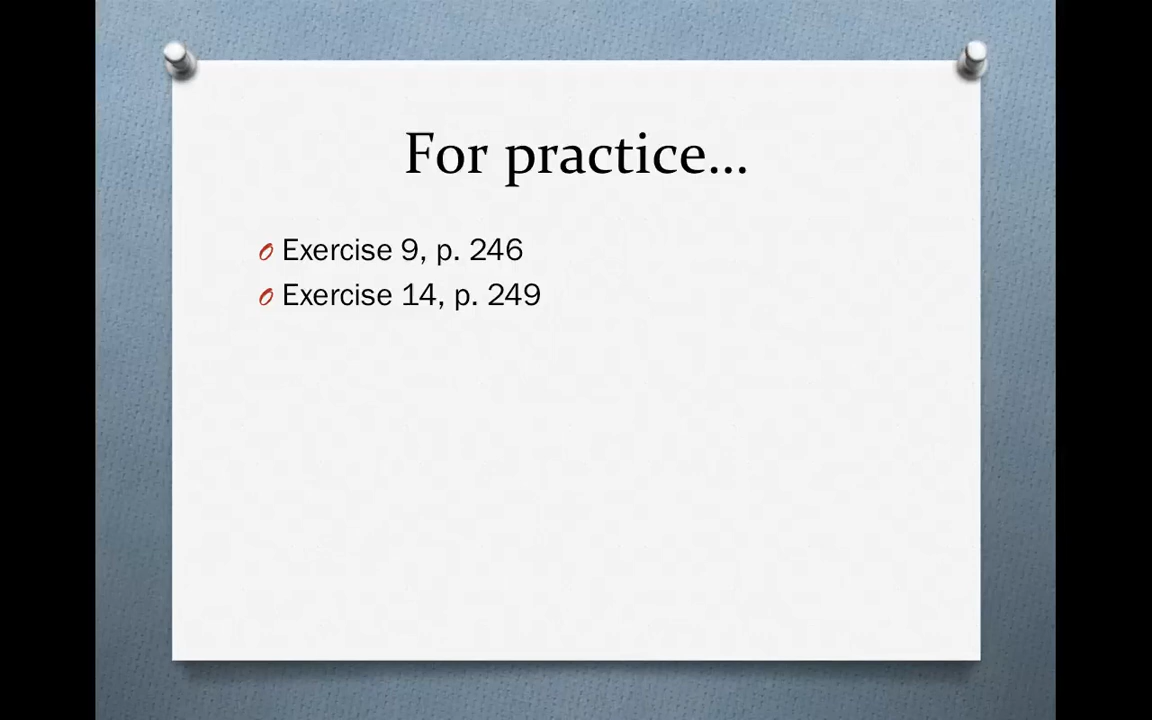 For practice...
Exercise 9, p. 246
Exercise 14, p. 249